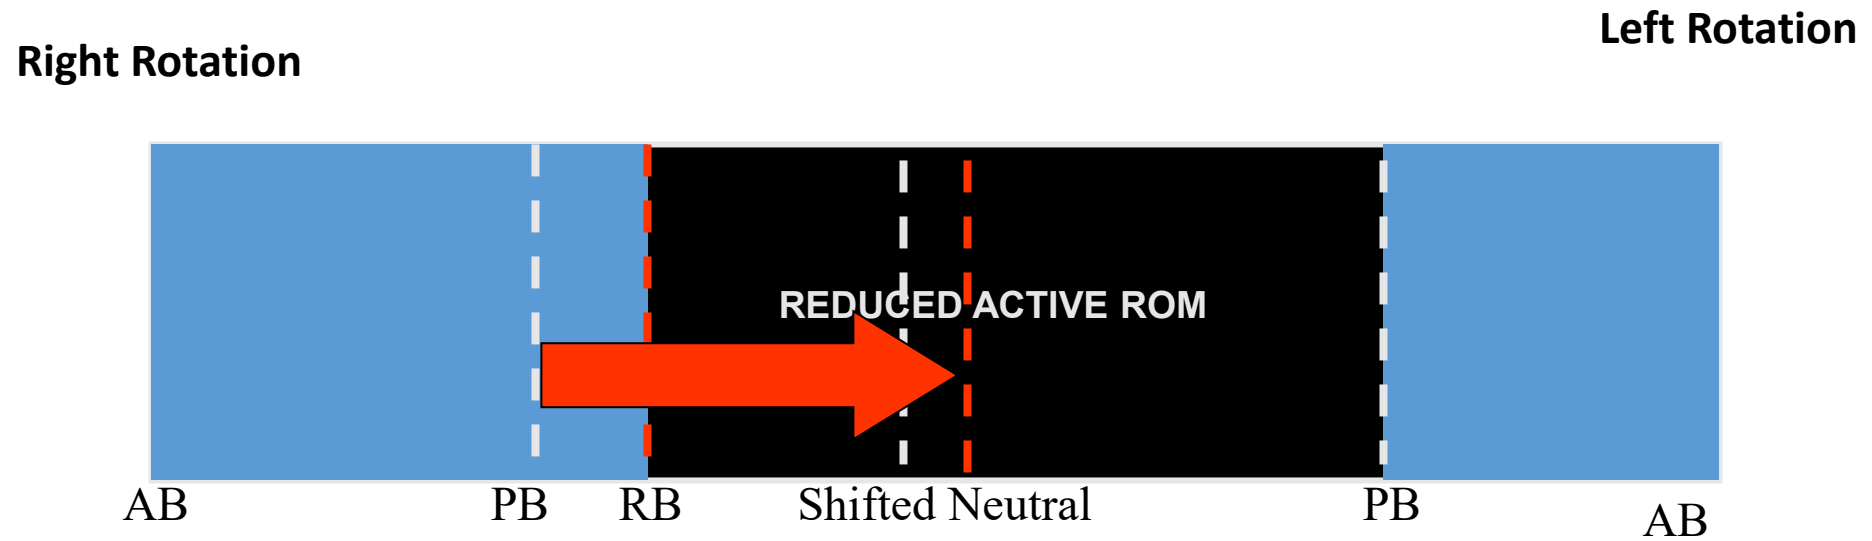 Left Rotation
Right Rotation
REDUCED ACTIVE ROM
AB
PB
RB
Shifted Neutral
PB
AB